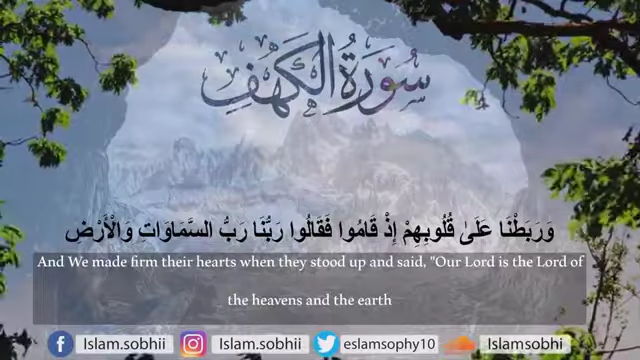 سُورَةُ الكَهْفِ
وَرَبَطْنَا عَلَىٰ قُلُوبِهِمْ إِذْ قَامُوا فَقَالُوا رَبُّنَا رَبُّ السَّمَاوَاتِ وَالْأَرْضِ
And We made firm their hearts when they stood up and said, "Our Lord is the Lord of
the heavens and the earth
Islam.sobhii Islam.sobhii eslamsophy10 Islamsobhi